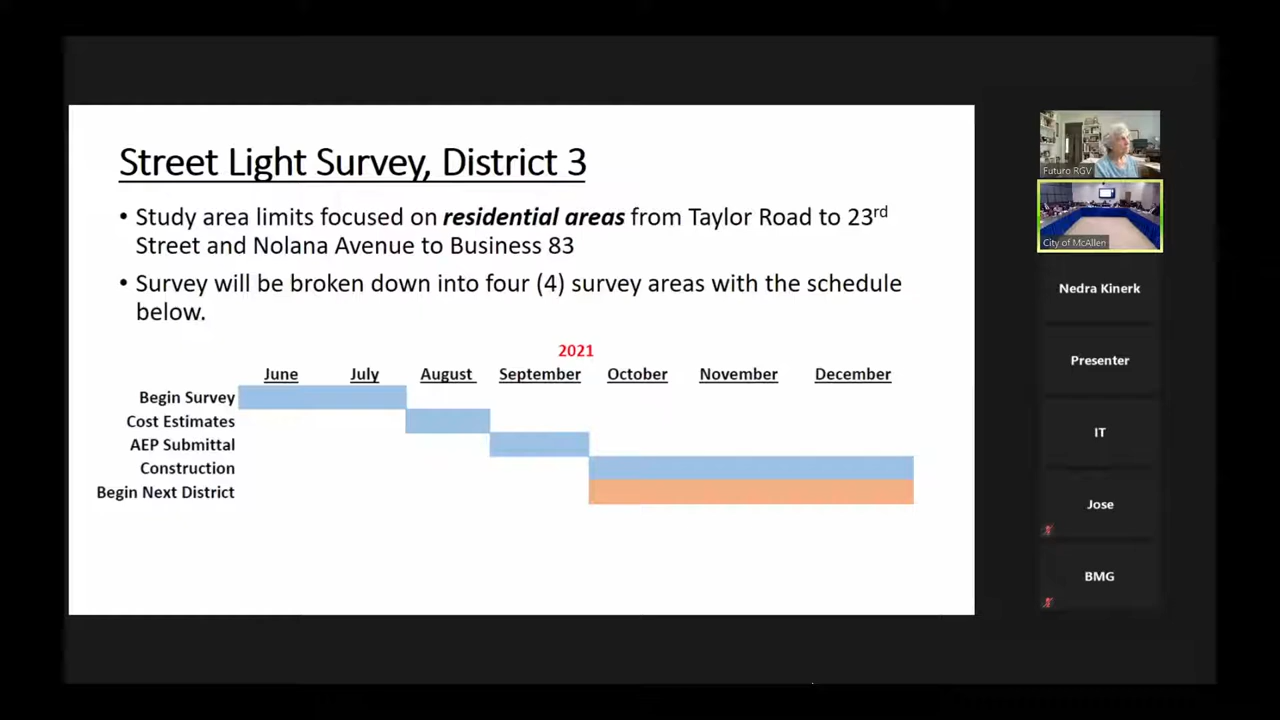 Street Light Survey, District 3
• Study area limits focused on residential areas from Taylor Road to 23rd
Street and Nolana Avenue to Business 83
• Survey will be broken down into four (4) survey areas with the schedule
below.
2021
June July August September October November December
Begin Survey
Cost Estimates
AEP Submittal
Construction
Begin Next District
Futuro RGV
City of McAllen
Nedra Kinerk
Presenter
IT
Jose
BMG